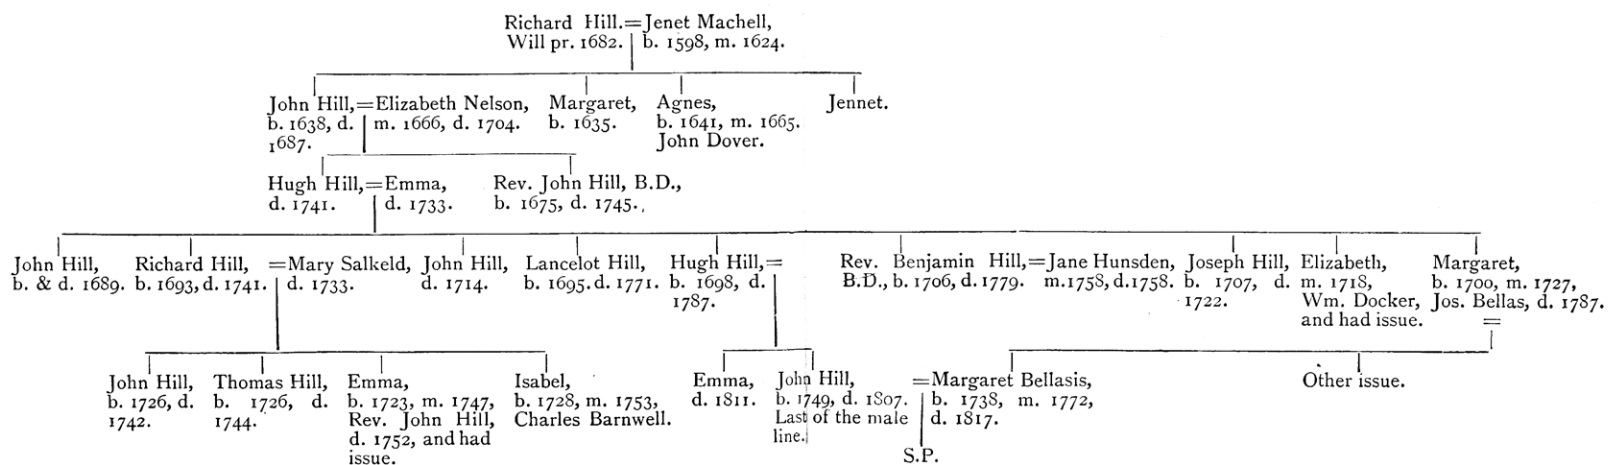 Richard Hill.=Jenet Machell,
Will pr. 1682. b. 1598, m. 1624.
John Hill,=Elizabeth Nelson,
b. 1638, d. m. 1666, d. 1704.
1687.
Margaret,
b. 1635.
Agnes,
b. 1641, m. 1665.
John Dover.
Jennet.
Hugh Hill,=Emma,
d. 1741. d. 1733.
Rev. John Hill, B.D.,
b. 1675, d. 1745.
John Hill,
b. & d. 1689.
Richard Hill, =Mary Salkeld,
b. 1693, d. 1741. d. 1733.
John Hill,
d. 1714.
Lancelot Hill,
b. 1695. d. 1771.
Hugh Hill,=
b. 1698, d.
1787.
Rev. Benjamin Hill,=Jane Hunsden,
B.D., b. 1706, d. 1779. m. 1758, d. 1758.
Joseph Hill,
b. 1707, d.
1722.
Elizabeth,
m. 1718,
Wm. Docker,
and had issue.
Margaret,
b. 1700, m. 1727,
Jos. Bellas, d. 1787.
=
John Hill,
b. 1726, d.
1742.
Thomas Hill,
b. 1726, d.
1744.
Emma,
b. 1723, m. 1747,
Rev. John Hill,
d. 1752, and had
issue.
Isabel,
b. 1728, m. 1753,
Charles Barnwell.
Emma,
d. 1811.
John Hill, =Margaret Bellasis,
b. 1749, d. 1807. b. 1738, m. 1772,
Last of the male d. 1817.
line.
S.P.
Other issue.